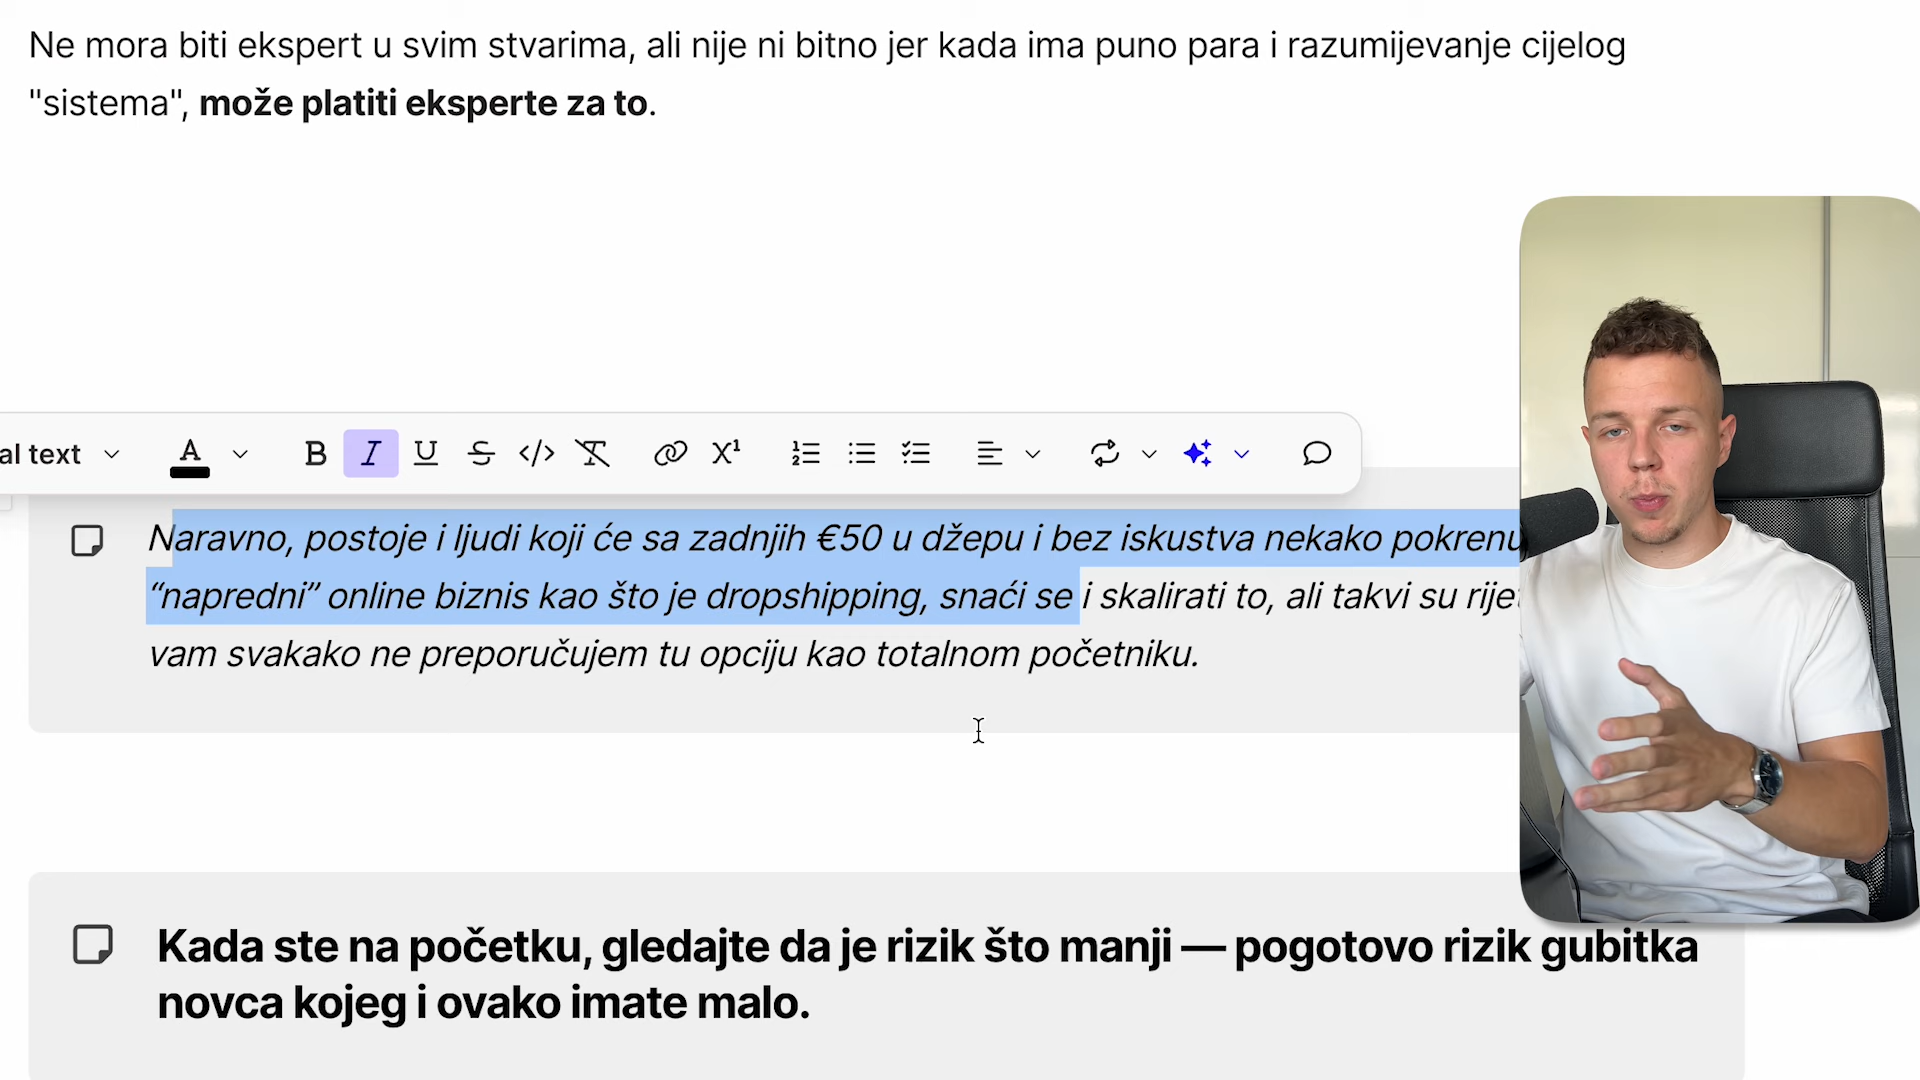 Ne mora biti ekspert u svim stvarima, ali nije ni bitno jer kada ima puno para i razumijevanje cijelog
"sistema", može platiti eksperte za to.
al text
Naravno, postoje i ljudi koji će sa zadnjih €50 u džepu i bez iskustva nekako
“napredni” online biznis kao što je dropshipping, snaći se i skalirati to, ali takvi su
vam svakako ne preporučujem tu opciju kao totalnom početniku.
Kada ste na početku, gledajte da je rizik što manji — pogotovo rizik gubitka
novca kojeg i ovako imate malo.